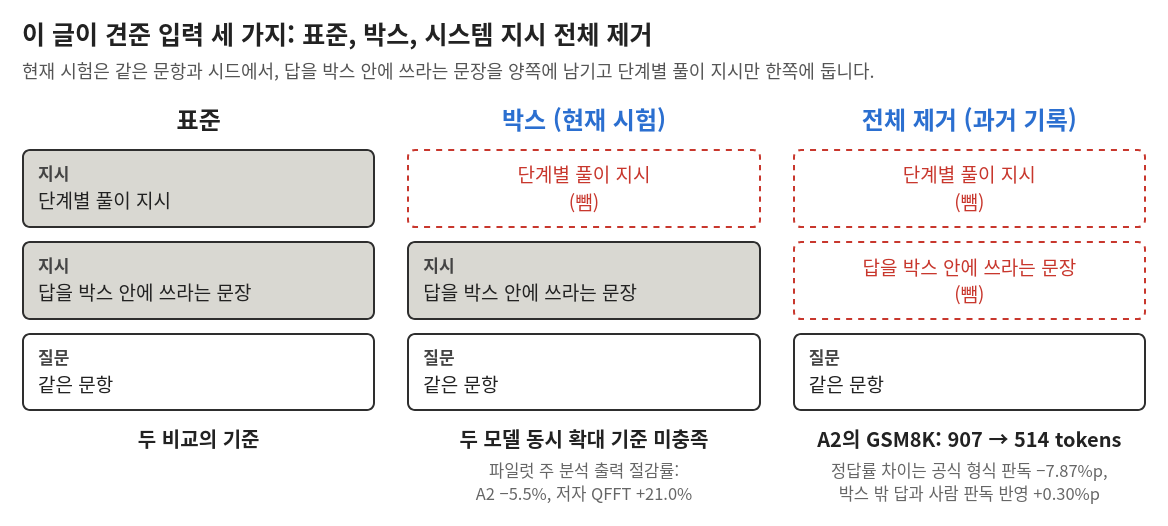 이 글이 견준 입력 세 가지: 표준, 박스, 시스템 지시 전체 제거
현재 시험은 같은 문항과 시드에서, 답을 박스 안에 쓰라는 문장을 양쪽에 남기고 단계별 풀이 지시만 한쪽에 둡니다.
표준
지시
단계별 풀이 지시
지시
답을 박스 안에 쓰라는 문장
질문
같은 문항
두 비교의 기준
박스 (현재 시험)
단계별 풀이 지시
(뺌)
지시
답을 박스 안에 쓰라는 문장
질문
같은 문항
두 모델 동시 확대 기준 미충족
파일럿 주 분석 출력 절감률:
A2 −5.5%, 저자 QFFT +21.0%
전체 제거 (과거 기록)
단계별 풀이 지시
(뺌)
답을 박스 안에 쓰라는 문장
(뺌)
질문
같은 문항
A2의 GSM8K: 907 → 514 tokens
정답률 차이는 공식 형식 판독 −7.87%p,
박스 밖 답과 사람 판독 반영 +0.30%p